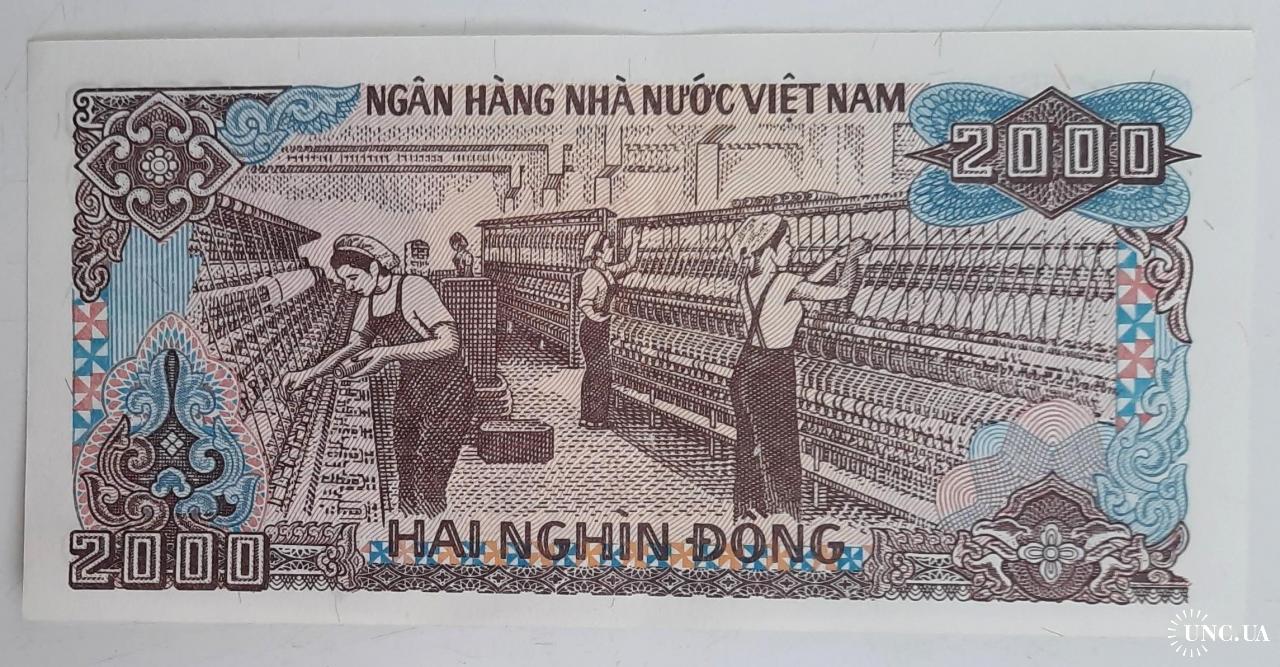 NGÂN HÀNG NHÀ NƯỚC VIỆT NAM
2000
HAI NGHÌN ĐỒNG
2000
UNC.UA